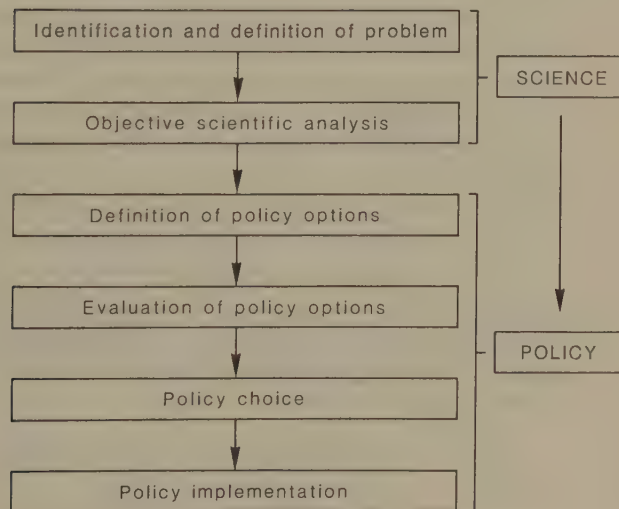 Identification and definition of problem
SCIENCE
Objective scientific analysis
Definition of policy options
Evaluation of policy options
POLICY
Policy choice
Policy implementation